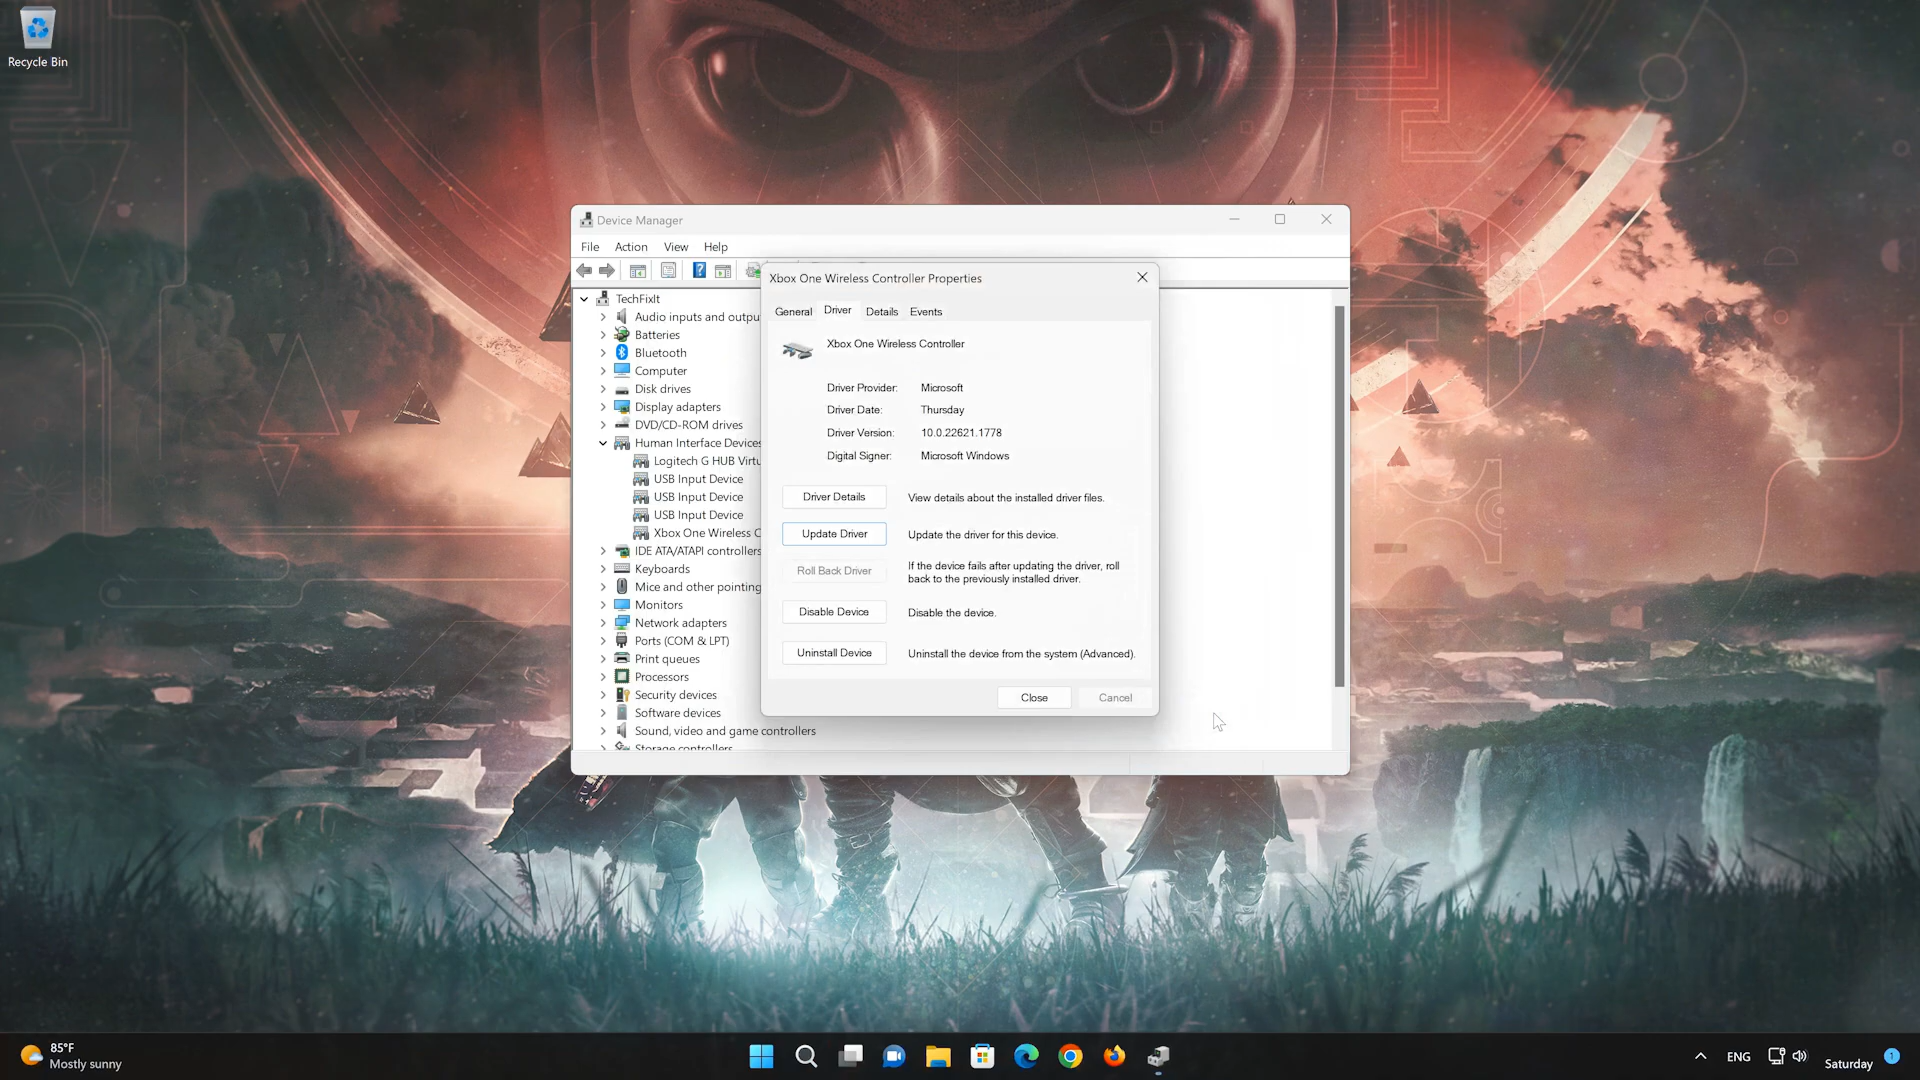 Recycle Bin
Device Manager
File Action View Help
TechFixIt
Audio inputs and outpu
Batteries
Bluetooth
Computer
Disk drives
Display adapters
DVD/CD-ROM drives
Human Interface Devices
Logitech G HUB Virtu
USB Input Device
USB Input Device
USB Input Device
Xbox One Wireless C
IDE ATA/ATAPI controllers
Keyboards
Mice and other pointing
Monitors
Network adapters
Ports (COM & LPT)
Print queues
Processors
Security devices
Software devices
Sound, video and game controllers
Storage controllers
Xbox One Wireless Controller Properties
General Driver Details Events
Xbox One Wireless Controller
Driver Provider: Microsoft
Driver Date: Thursday
Driver Version: 10.0.22621.1778
Digital Signer: Microsoft Windows
Driver Details View details about the installed driver files.
Update Driver Update the driver for this device.
Roll Back Driver If the device fails after updating the driver, roll
back to the previously installed driver.
Disable Device Disable the device.
Uninstall Device Uninstall the device from the system (Advanced).
Close Cancel
85°F
Mostly sunny
ENG
Saturday
1